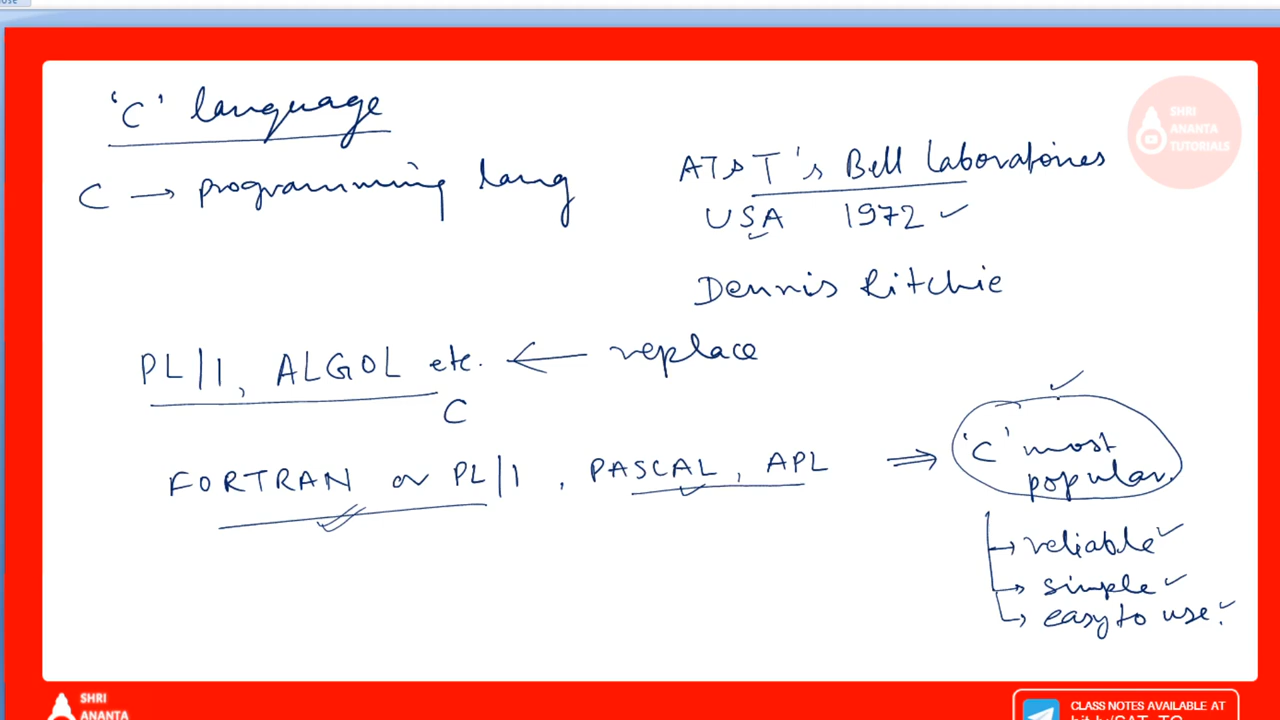 'C' language
C → programming lang
AT&T's Bell Laboratoires
USA 1972 ✓
Dennis Ritchie
PL/1, ALGOL etc. ← replace
C
FORTRAN or PL/1, PASCAL, APL ⇒ 'C' most
popular.
→ reliable ✓
→ simple ✓
→ easy to use ✓.
SHRI
ANANTA
TUTORIALS
SHRI
ANANTA
CLASS NOTES AVAILABLE AT